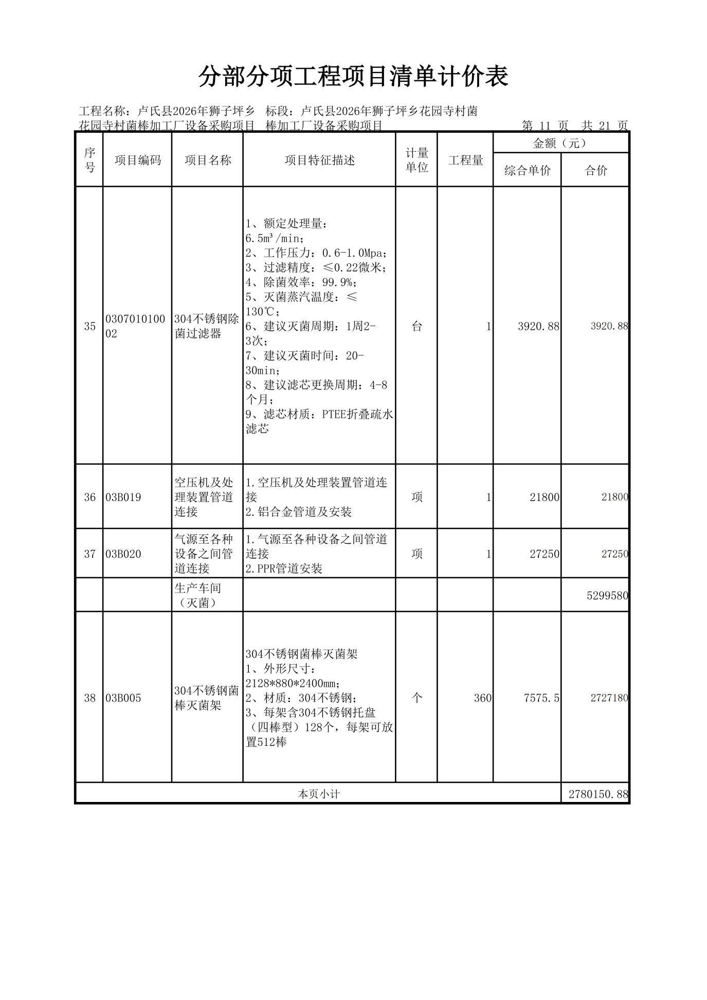 分部分项工程项目清单计价表
工程名称：卢氏县2026年狮子坪乡
花园寺村菌棒加工厂设备采购项目
标段：卢氏县2026年狮子坪乡花园寺村菌
棒加工厂设备采购项目
第 11 页 共 21 页
序
号
项目编码
项目名称
项目特征描述
计量
单位
工程量
金额（元）
综合单价
合价
35
0307010100
02
304不锈钢除
菌过滤器
1、额定处理量：
6.5m³/min；
2、工作压力：0.6-1.0Mpa；
3、过滤精度：≤0.22微米；
4、除菌效率：99.9%；
5、灭菌蒸汽温度：≤
130℃；
6、建议灭菌周期：1周2-
3次；
7、建议灭菌时间：20-
30min；
8、建议滤芯更换周期：4-8
个月；
9、滤芯材质：PTEE折叠疏水
滤芯
台
1
3920.88
3920.88
36
03B019
空压机及处
理装置管道
连接
1.空压机及处理装置管道连
接
2.铝合金管道及安装
项
1
21800
21800
37
03B020
气源至各种
设备之间管
道连接
1.气源至各种设备之间管道
连接
2.PPR管道安装
项
1
27250
27250
生产车间
（灭菌）
5299580
38
03B005
304不锈钢菌
棒灭菌架
304不锈钢菌棒灭菌架
1、外形尺寸：
2128*880*2400mm；
2、材质：304不锈钢；
3、每架含304不锈钢托盘
（四棒型）128个，每架可放
置512棒
个
360
7575.5
2727180
本页小计
2780150.88